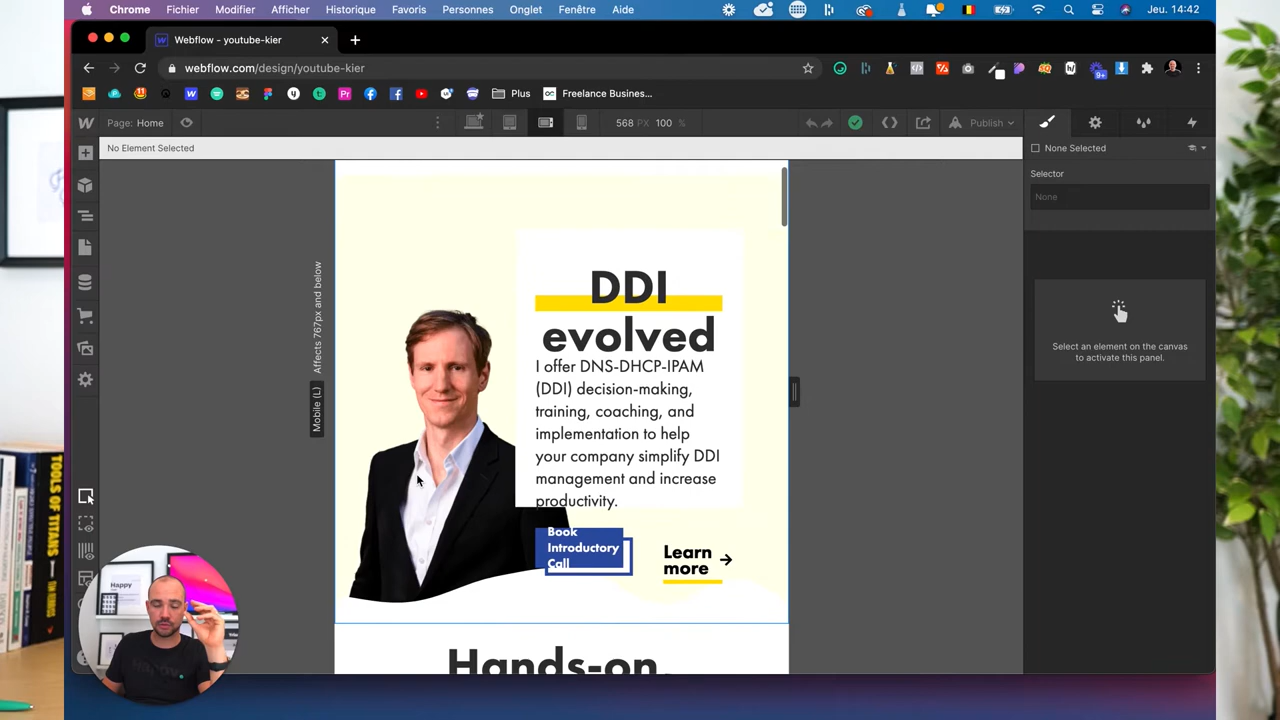 Chrome Fichier Modifier Afficher Historique Favoris Personnes Onglet Fenêtre Aide Jeu. 14:42
Webflow - youtube-kier
webflow.com/design/youtube-kier
9+
Plus Freelance Busines...
Page: Home 568 PX 100 % Publish
No Element Selected
None Selected
Selector
None
Select an element on the canvas
to activate this panel.
Affects 767px and below
Mobile (L)
DDI
evolved
I offer DNS-DHCP-IPAM
(DDI) decision-making,
training, coaching, and
implementation to help
your company simplify DDI
management and increase
productivity.
Book
Introductory
Call
Learn
more
Hands-on
TOOLS OF TITANS
Happy